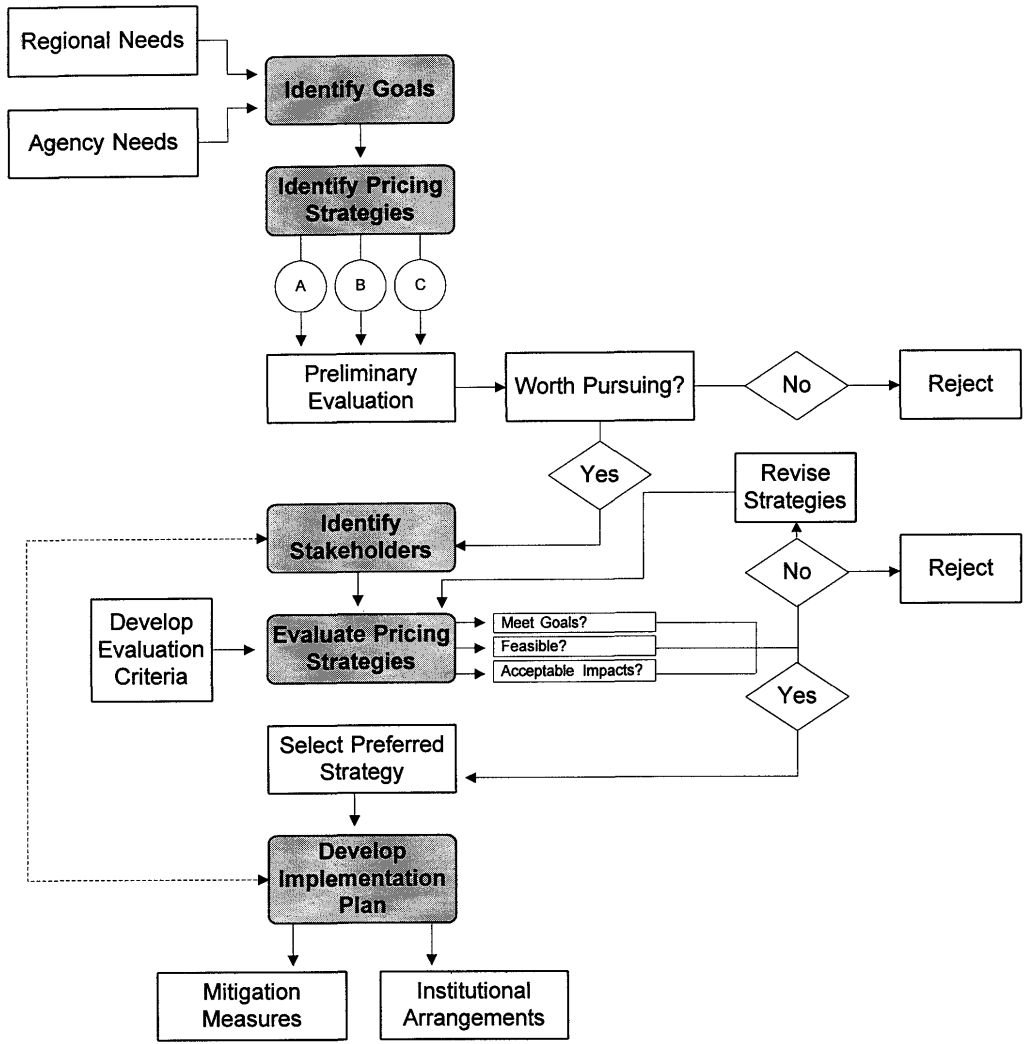 Regional Needs
Agency Needs
Identify Goals
Identify Pricing
Strategies
A
B
C
Preliminary
Evaluation
Worth Pursuing?
No
Reject
Yes
Revise
Strategies
Identify
Stakeholders
No
Reject
Develop
Evaluation
Criteria
Evaluate Pricing
Strategies
Meet Goals?
Feasible?
Acceptable Impacts?
Yes
Select Preferred
Strategy
Develop
Implementation
Plan
Mitigation
Measures
Institutional
Arrangements